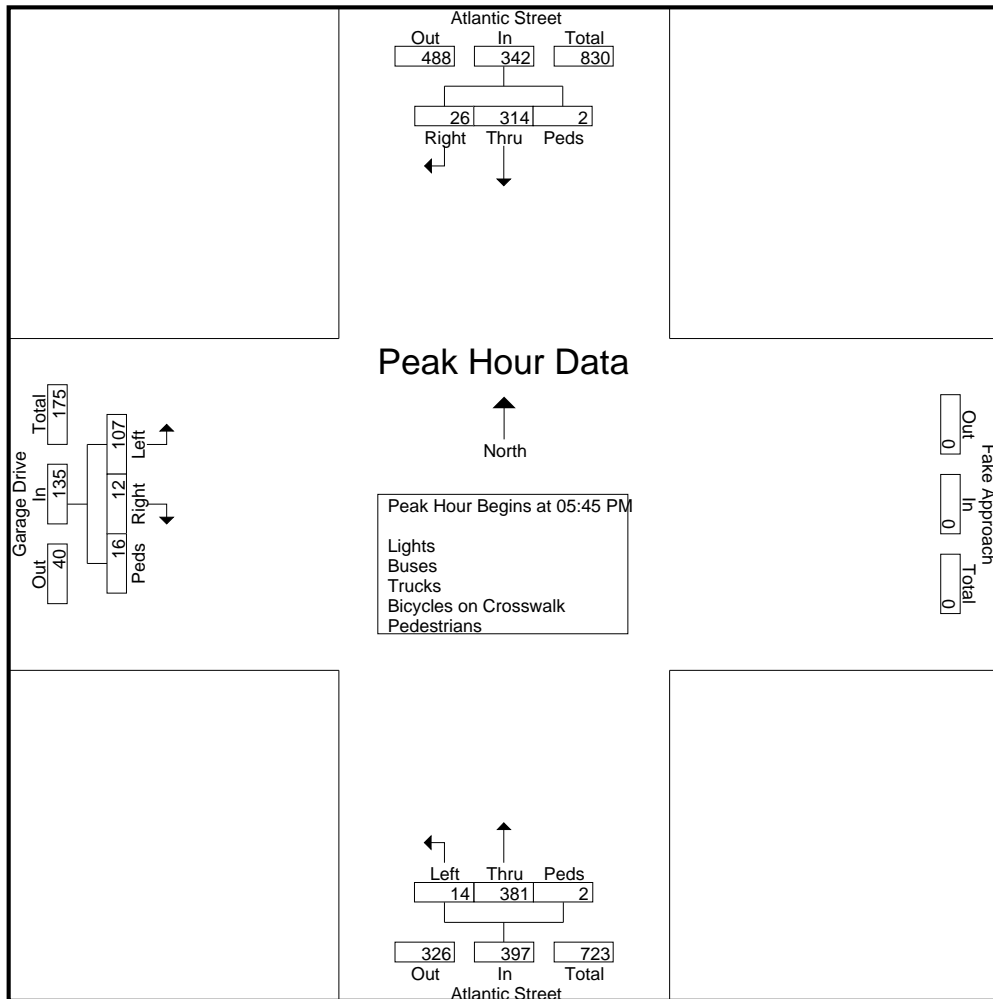 Atlantic Street
Out In Total
488 342 830
26 314 2
Right Thru Peds
Peak Hour Data
North
Peak Hour Begins at 05:45 PM
Lights
Buses
Trucks
Bicycles on Crosswalk
Pedestrians
Garage Drive
Out In Total
40 135 175
16 12 107
Peds Right Left
Fake Approach
Out In Total
0 0 0
Left Thru Peds
14 381 2
326 397 723
Out In Total
Atlantic Street